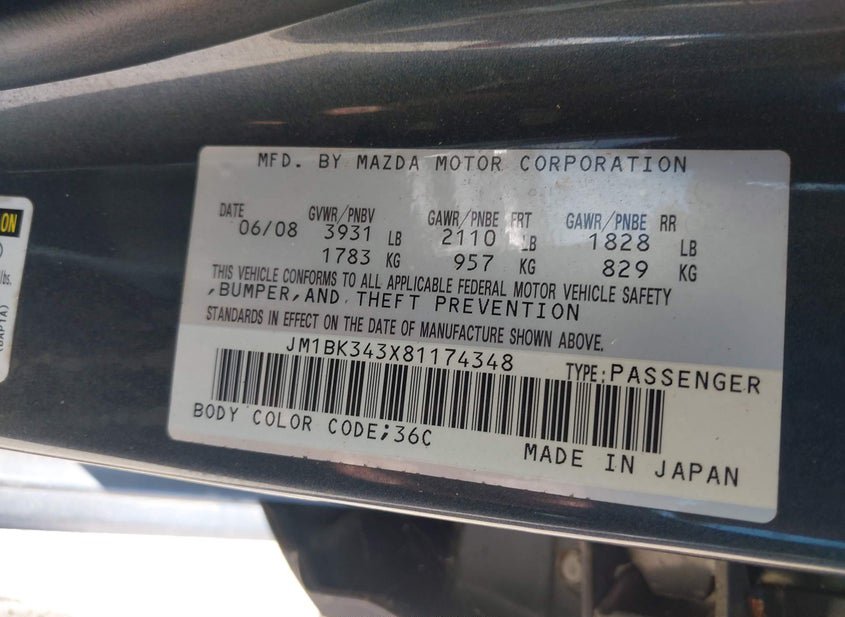 MFD. BY MAZDA MOTOR CORPORATION
DATE GVWR/PNBV GAWR/PNBE FRT GAWR/PNBE RR
06/08 3931 LB 2110 LB 1828 LB
1783 KG 957 KG 829 KG
THIS VEHICLE CONFORMS TO ALL APPLICABLE FEDERAL MOTOR VEHICLE SAFETY
,BUMPER,AND THEFT PREVENTION
STANDARDS IN EFFECT ON THE DATE OF MANUFACTURE SHOWN ABOVE.
JM1BK343X81174348 TYPE:PASSENGER
BODY COLOR CODE;36C
MADE IN JAPAN
ON
lbs.